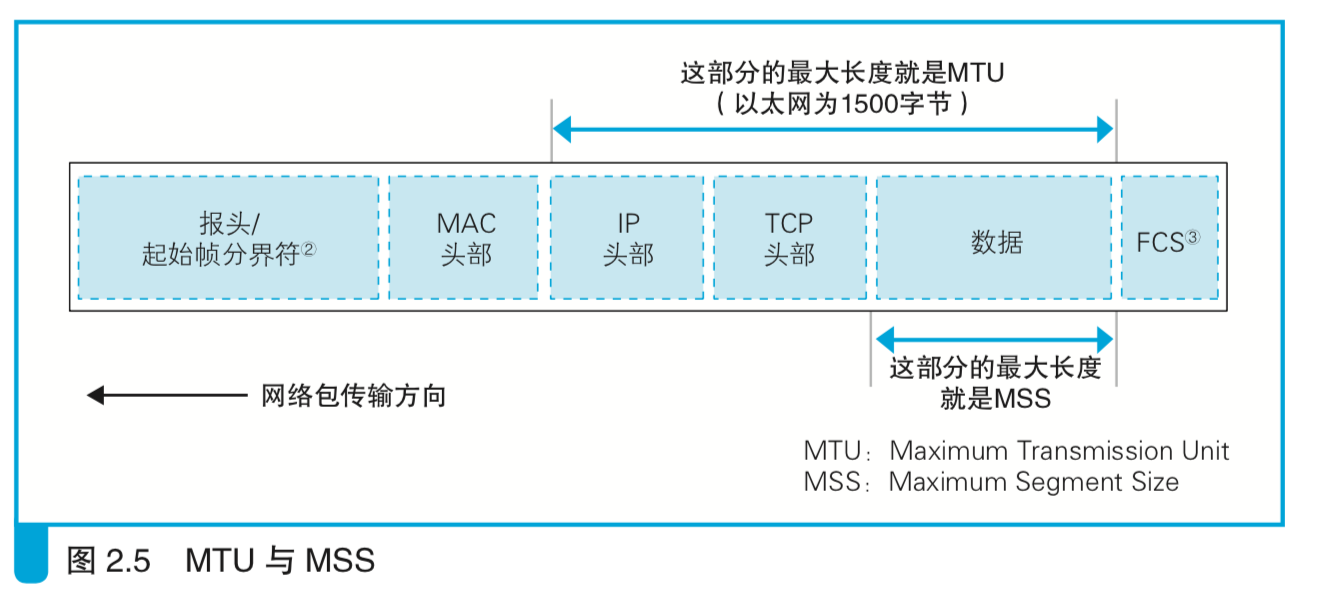 这部分的最大长度就是MTU
（以太网为1500字节）
报头/
起始帧分界符②
MAC
头部
IP
头部
TCP
头部
数据
FCS③
这部分的最大长度
就是MSS
网络包传输方向
MTU： Maximum Transmission Unit
MSS： Maximum Segment Size
图 2.5 MTU 与 MSS